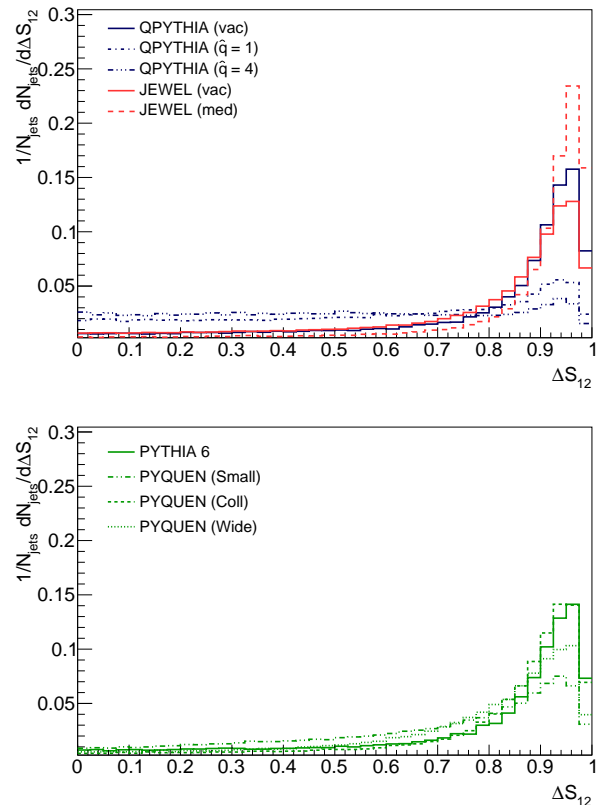 1/N_jets dN_jets/dΔS_12
0.3
0.25
0.2
0.15
0.1
0.05
QPYTHIA (vac)
QPYTHIA (q̂ = 1)
QPYTHIA (q̂ = 4)
JEWEL (vac)
JEWEL (med)
0 0.1 0.2 0.3 0.4 0.5 0.6 0.7 0.8 0.9 1
ΔS_12
1/N_jets dN_jets/dΔS_12
0.3
0.25
0.2
0.15
0.1
0.05
PYTHIA 6
PYQUEN (Small)
PYQUEN (Coll)
PYQUEN (Wide)
0 0.1 0.2 0.3 0.4 0.5 0.6 0.7 0.8 0.9 1
ΔS_12